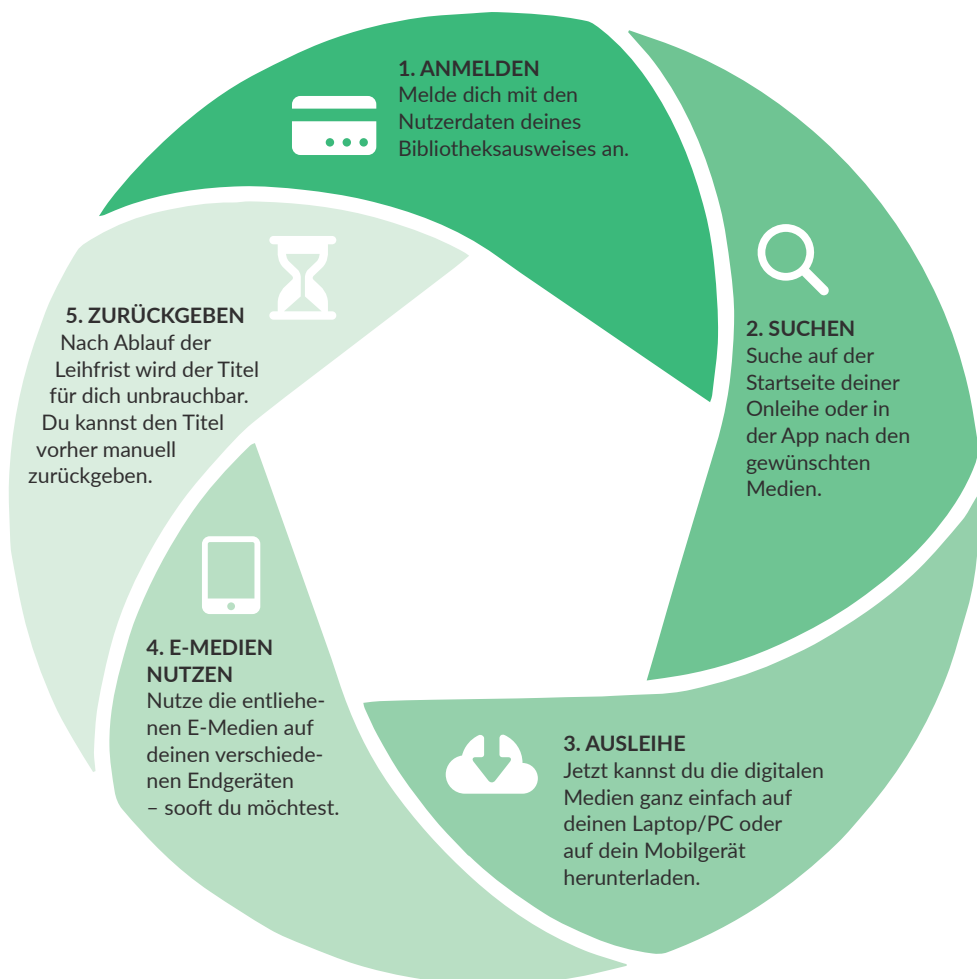 1. ANMELDEN
Melde dich mit den
Nutzerdaten deines
Bibliotheksausweises an.
2. SUCHEN
Suche auf der
Startseite deiner
Onleihe oder in
der App nach den
gewünschten
Medien.
3. AUSLEIHE
Jetzt kannst du die digitalen
Medien ganz einfach auf
deinen Laptop/PC oder
auf dein Mobilgerät
herunterladen.
4. E-MEDIEN
NUTZEN
Nutze die entliehe-
nen E-Medien auf
deinen verschiede-
nen Endgeräten
– sooft du möchtest.
5. ZURÜCKGEBEN
Nach Ablauf der
Leihfrist wird der Titel
für dich unbrauchbar.
Du kannst den Titel
vorher manuell
zurückgeben.